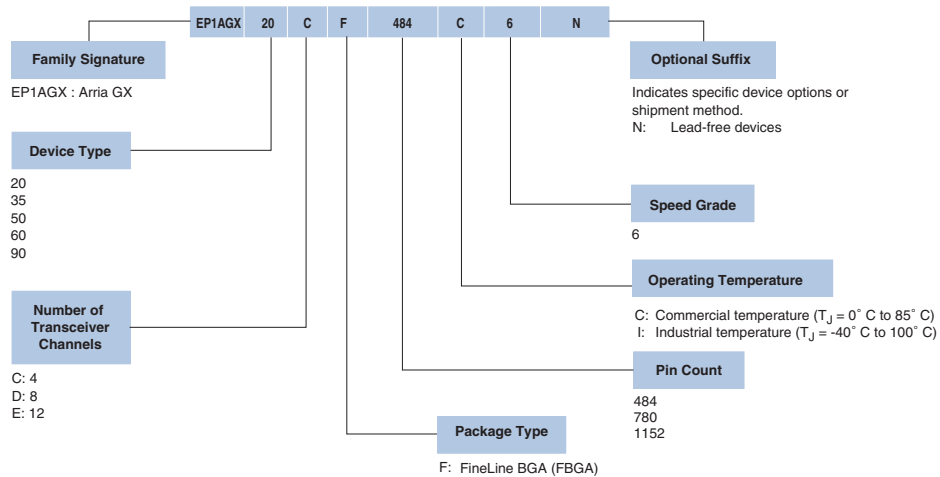 EP1AGX 20 C F 484 C 6 N
Family Signature
EP1AGX : Arria GX
Device Type
20
35
50
60
90
Number of
Transceiver
Channels
C: 4
D: 8
E: 12
Optional Suffix
Indicates specific device options or
shipment method.
N: Lead-free devices
Speed Grade
6
Operating Temperature
C: Commercial temperature (TJ = 0° C to 85° C)
I: Industrial temperature (TJ = -40° C to 100° C)
Pin Count
484
780
1152
Package Type
F: FineLine BGA (FBGA)